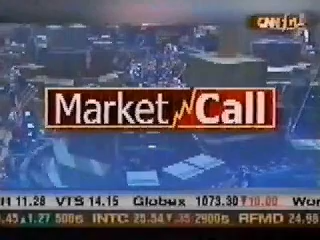 CNNfn
Market Call
H 11.28 VTS 14.15 Globex 1073.30 ▼10.00 Wor
.45▲1.27 500s INTC 25.54▼.35 2900s RFMD 24.98